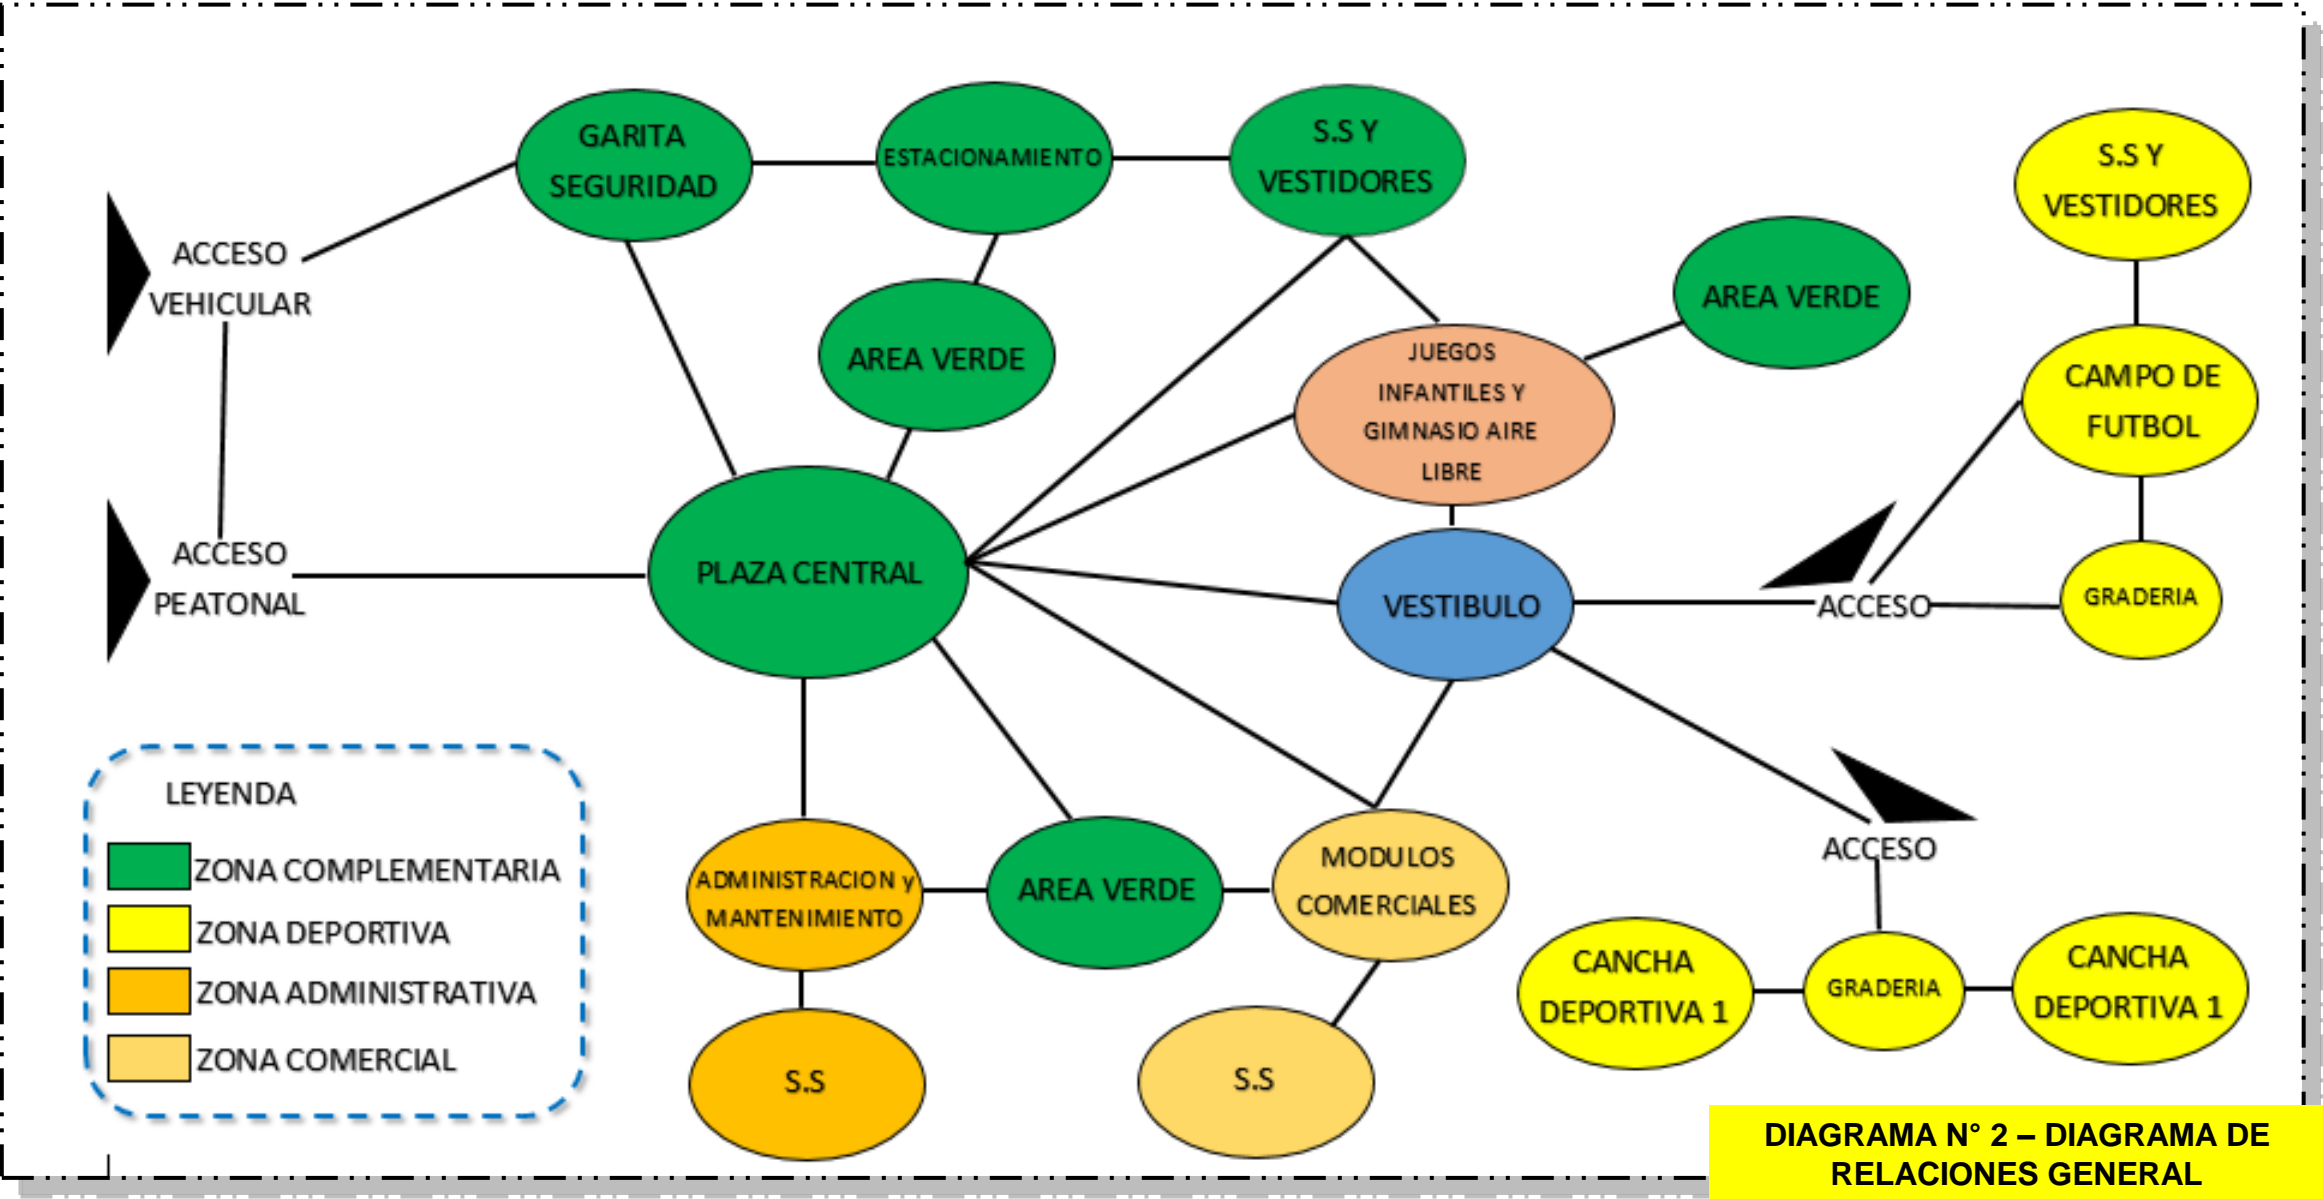 GARITA
SEGURIDAD
ESTACIONAMIENTO
S.S Y
VESTIDORES
S.S Y
VESTIDORES
ACCESO
VEHICULAR
AREA VERDE
AREA VERDE
JUEGOS
INFANTILES Y
GIMNASIO AIRE
LIBRE
CAMPO DE
FUTBOL
ACCESO
PEATONAL
PLAZA CENTRAL
VESTIBULO
ACCESO
GRADERIA
LEYENDA
ZONA COMPLEMENTARIA
ZONA DEPORTIVA
ZONA ADMINISTRATIVA
ZONA COMERCIAL
ADMINISTRACION y
MANTENIMIENTO
AREA VERDE
MODULOS
COMERCIALES
ACCESO
CANCHA
DEPORTIVA 1
GRADERIA
CANCHA
DEPORTIVA 1
S.S
S.S
DIAGRAMA N° 2 – DIAGRAMA DE
RELACIONES GENERAL